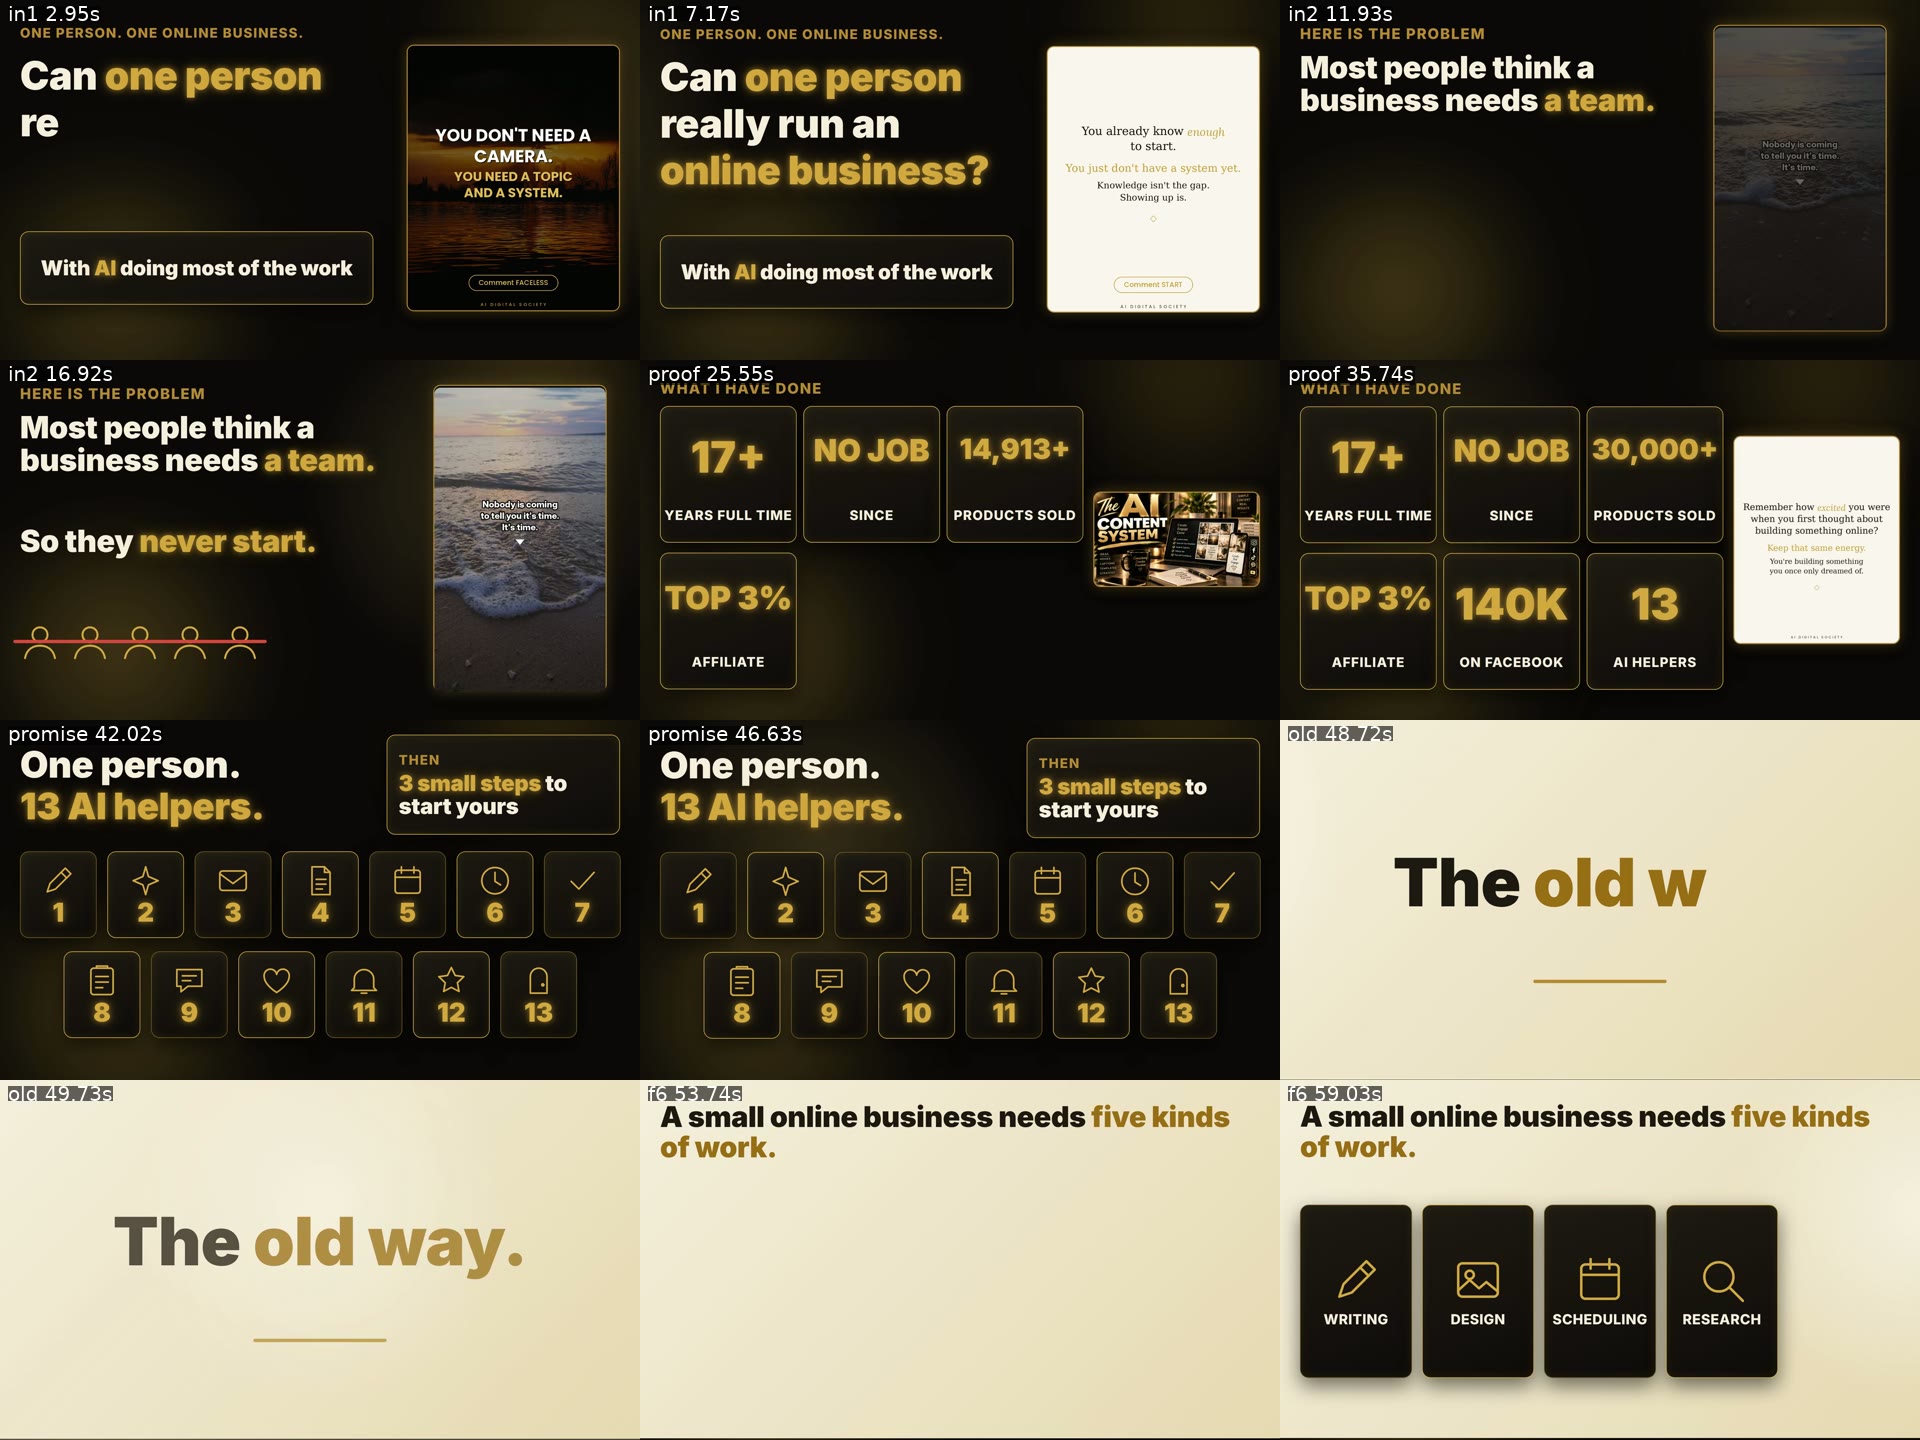 in1 2.95s
ONE PERSON. ONE ONLINE BUSINESS.
Can one person
re
With AI doing most of the work
YOU DON'T NEED A
CAMERA.
YOU NEED A TOPIC
AND A SYSTEM.
Comment FACELESS
AI DIGITAL SOCIETY
in1 7.17s
ONE PERSON. ONE ONLINE BUSINESS.
Can one person
really run an
online business?
With AI doing most of the work
You already know enough
to start.
You just don't have a system yet.
Knowledge isn't the gap.
Showing up is.
Comment START
AI DIGITAL SOCIETY
in2 11.93s
HERE IS THE PROBLEM
Most people think a
business needs a team.
Nobody is coming
to tell you it's time.
It's time.
in2 16.92s
HERE IS THE PROBLEM
Most people think a
business needs a team.
So they never start.
Nobody is coming
to tell you it's time.
It's time.
proof 25.55s
WHAT I HAVE DONE
17+
YEARS FULL TIME
NO JOB
SINCE
14,913+
PRODUCTS SOLD
TOP 3%
AFFILIATE
The AI
CONTENT
SYSTEM
proof 35.74s
WHAT I HAVE DONE
17+
YEARS FULL TIME
NO JOB
SINCE
30,000+
PRODUCTS SOLD
TOP 3%
AFFILIATE
140K
ON FACEBOOK
13
AI HELPERS
Remember how excited you were
when you first thought about
building something online?
Keep that same energy.
You're building something
you once only dreamed of.
AI DIGITAL SOCIETY
promise 42.02s
One person.
13 AI helpers.
THEN
3 small steps to
start yours
1 2 3 4 5 6 7
8 9 10 11 12 13
promise 46.63s
One person.
13 AI helpers.
THEN
3 small steps to
start yours
1 2 3 4 5 6 7
8 9 10 11 12 13
old 48.72s
The old w
old 49.73s
The old way.
f6 53.74s
A small online business needs five kinds
of work.
f6 59.03s
A small online business needs five kinds
of work.
WRITING
DESIGN
SCHEDULING
RESEARCH